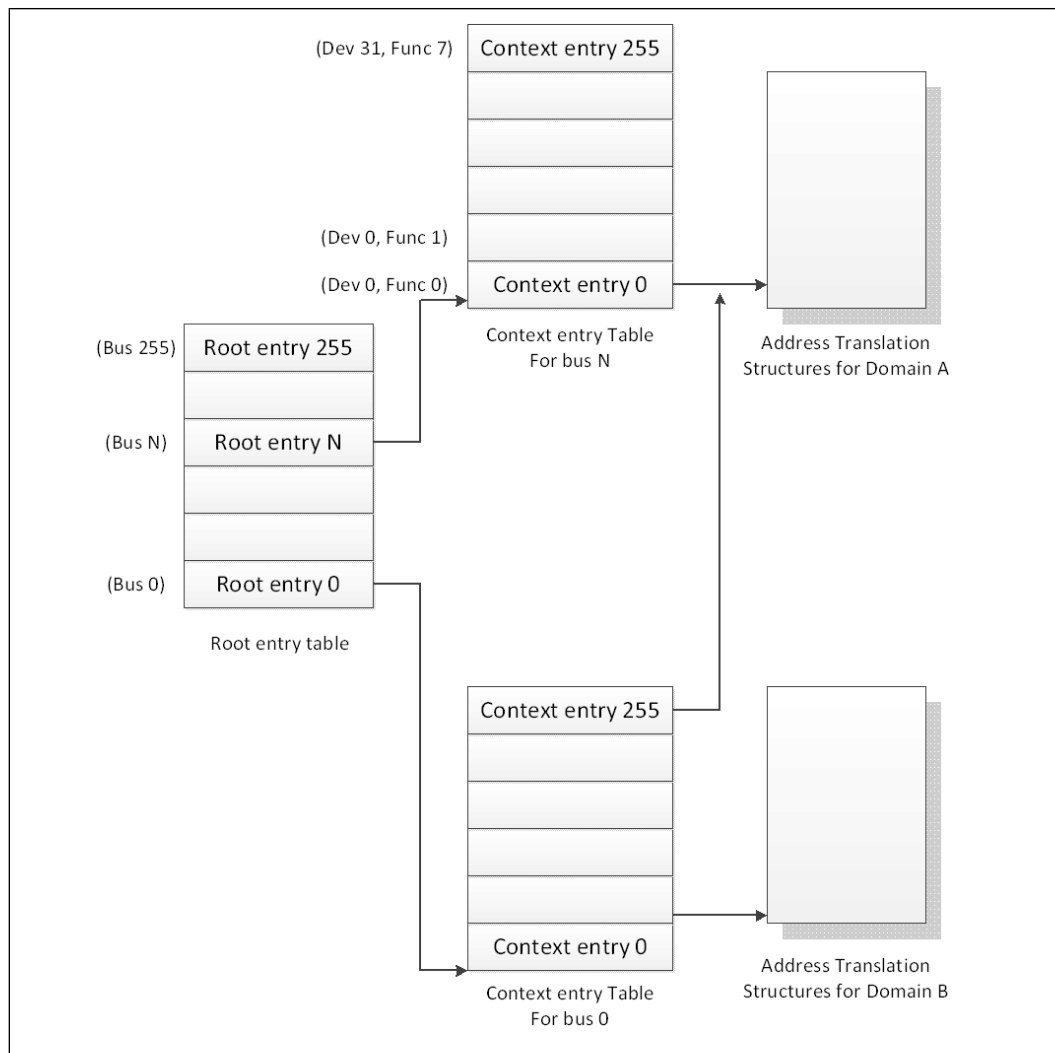 (Dev 31, Func 7)
Context entry 255
(Dev 0, Func 1)
(Dev 0, Func 0)
Context entry 0
Context entry Table
For bus N
Address Translation
Structures for Domain A
(Bus 255)
Root entry 255
(Bus N)
Root entry N
(Bus 0)
Root entry 0
Root entry table
Context entry 255
Context entry 0
Context entry Table
For bus 0
Address Translation
Structures for Domain B